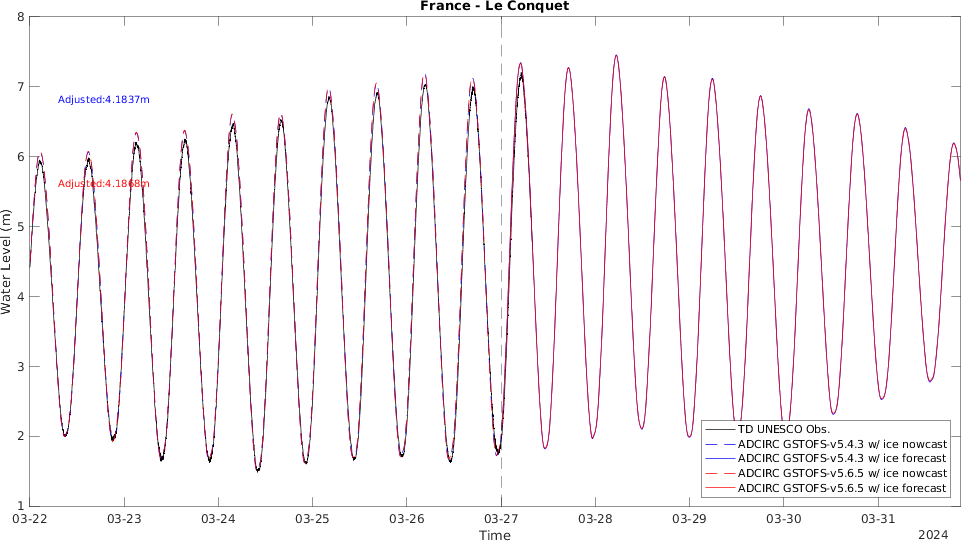 France - Le Conquet
8
7
6
5
4
3
2
1
Water Level (m)
Adjusted:4.1837m
Adjusted:4.1868m
TD UNESCO Obs.
ADCIRC GSTOFS-v5.4.3 w/ ice nowcast
ADCIRC GSTOFS-v5.4.3 w/ ice forecast
ADCIRC GSTOFS-v5.6.5 w/ ice nowcast
ADCIRC GSTOFS-v5.6.5 w/ ice forecast
03-22 03-23 03-24 03-25 03-26 03-27 03-28 03-29 03-30 03-31
Time
2024